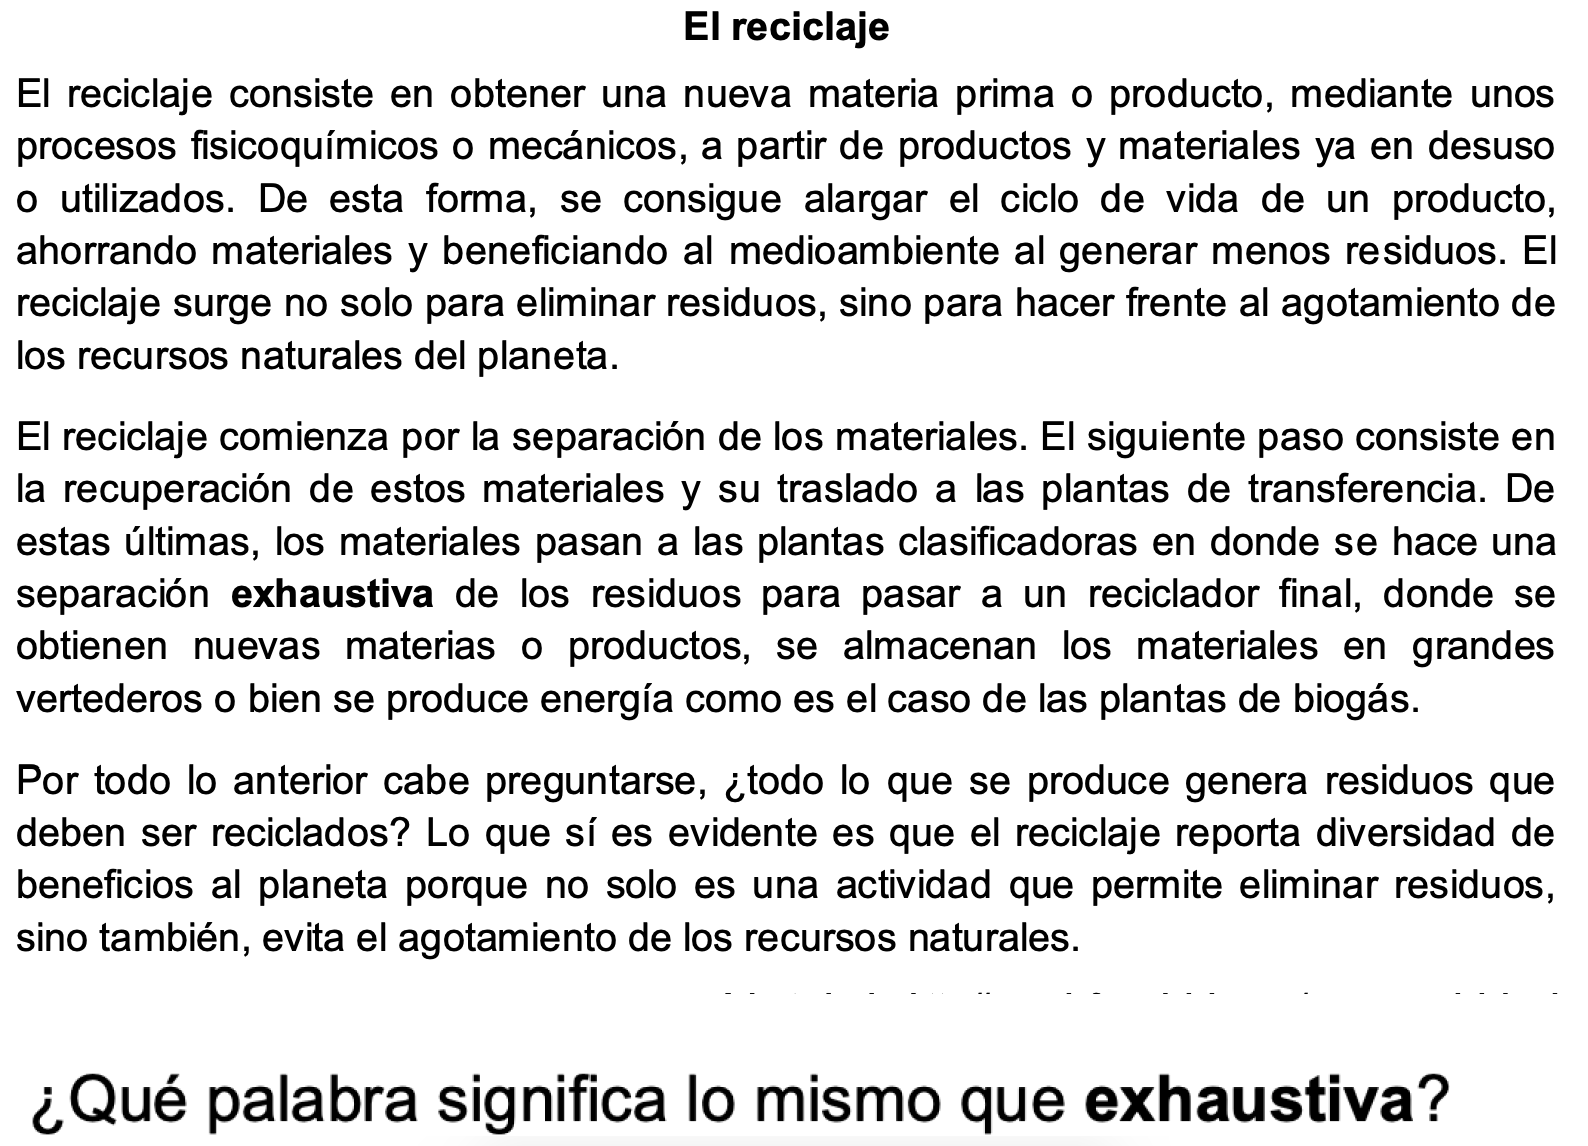 El reciclaje
El reciclaje consiste en obtener una nueva materia prima o producto, mediante unos
procesos fisicoquímicos o mecánicos, a partir de productos y materiales ya en desuso
o utilizados. De esta forma, se consigue alargar el ciclo de vida de un producto,
ahorrando materiales y beneficiando al medioambiente al generar menos residuos. El
reciclaje surge no solo para eliminar residuos, sino para hacer frente al agotamiento de
los recursos naturales del planeta.
El reciclaje comienza por la separación de los materiales. El siguiente paso consiste en
la recuperación de estos materiales y su traslado a las plantas de transferencia. De
estas últimas, los materiales pasan a las plantas clasificadoras en donde se hace una
separación exhaustiva de los residuos para pasar a un reciclador final, donde se
obtienen nuevas materias o productos, se almacenan los materiales en grandes
vertederos o bien se produce energía como es el caso de las plantas de biogás.
Por todo lo anterior cabe preguntarse, ¿todo lo que se produce genera residuos que
deben ser reciclados? Lo que sí es evidente es que el reciclaje reporta diversidad de
beneficios al planeta porque no solo es una actividad que permite eliminar residuos,
sino también, evita el agotamiento de los recursos naturales.
¿Qué palabra significa lo mismo que exhaustiva?